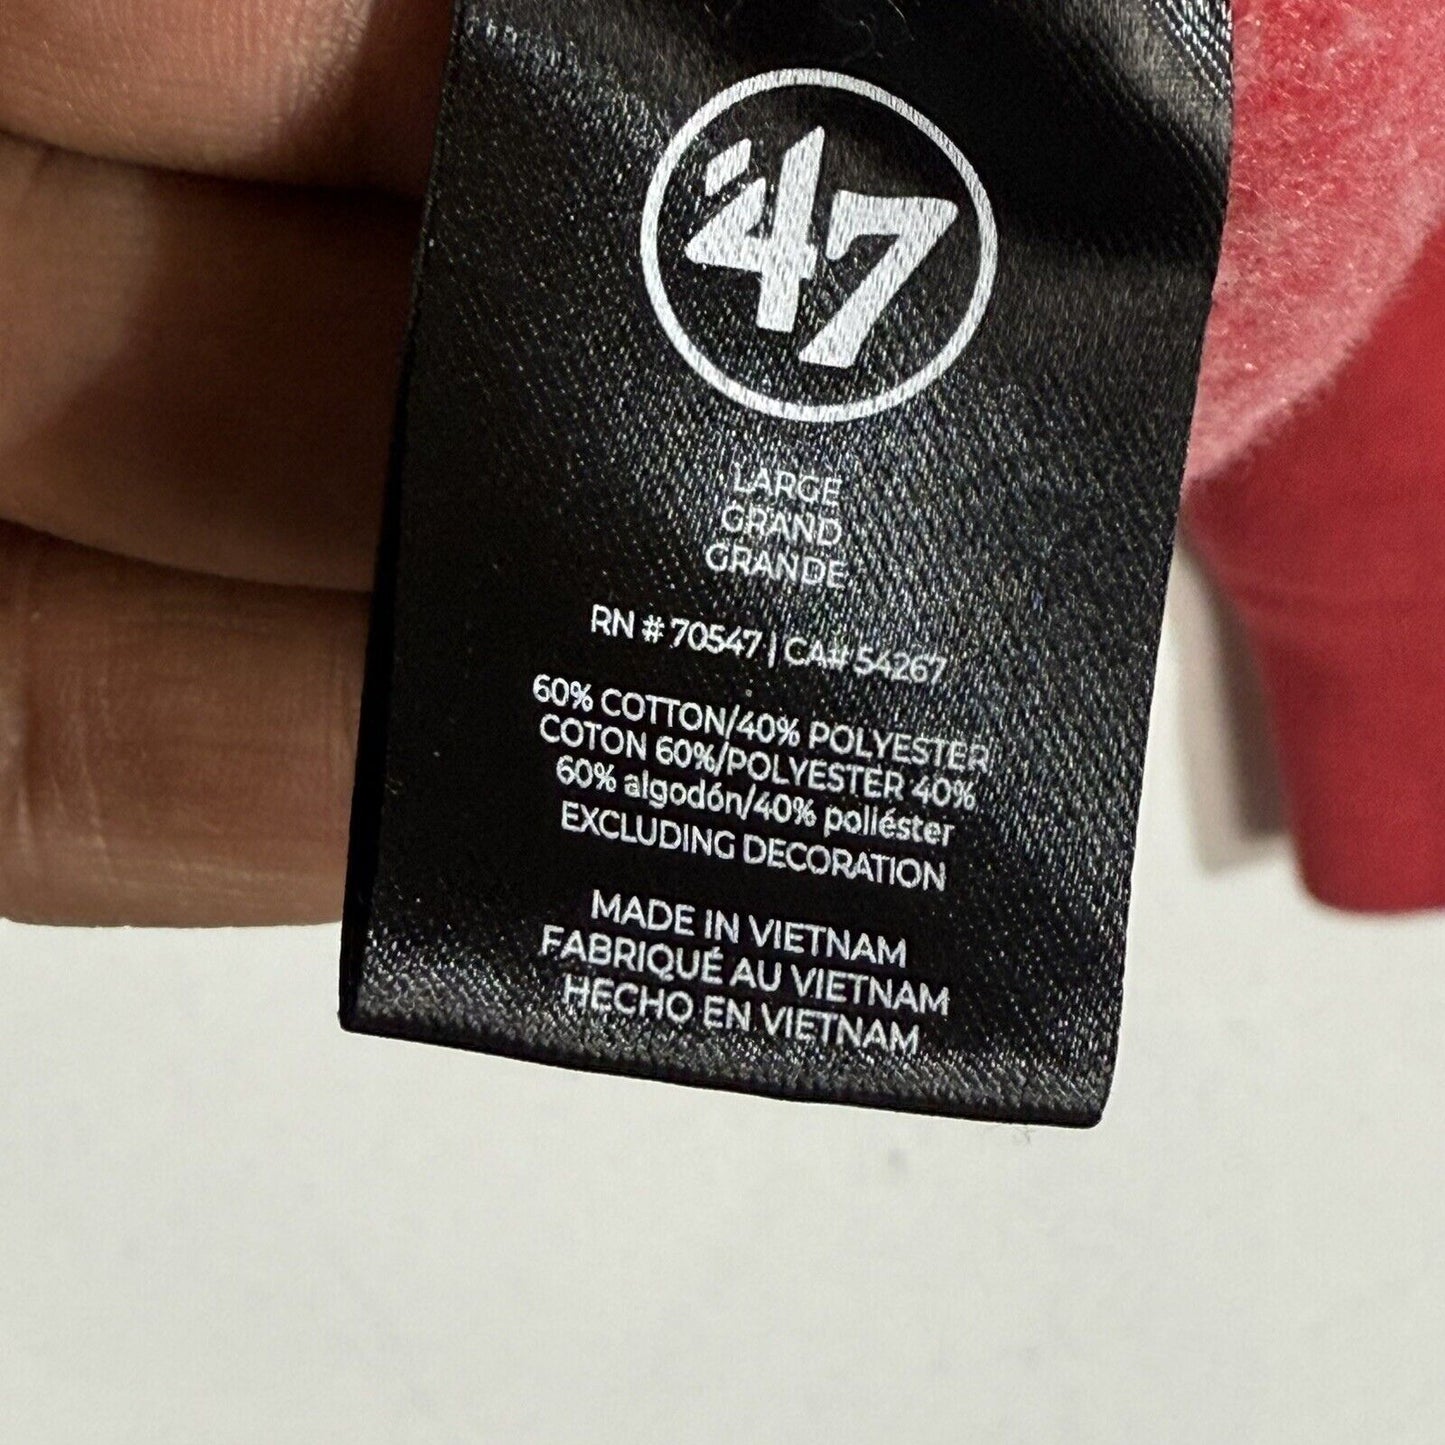 '47
LARGE
GRAND
GRANDE
RN # 70547 | CA# 54267
60% COTTON/40% POLYESTER
COTON 60%/POLYESTER 40%
60% algodón/40% poliéster
EXCLUDING DECORATION
MADE IN VIETNAM
FABRIQUÉ AU VIETNAM
HECHO EN VIETNAM